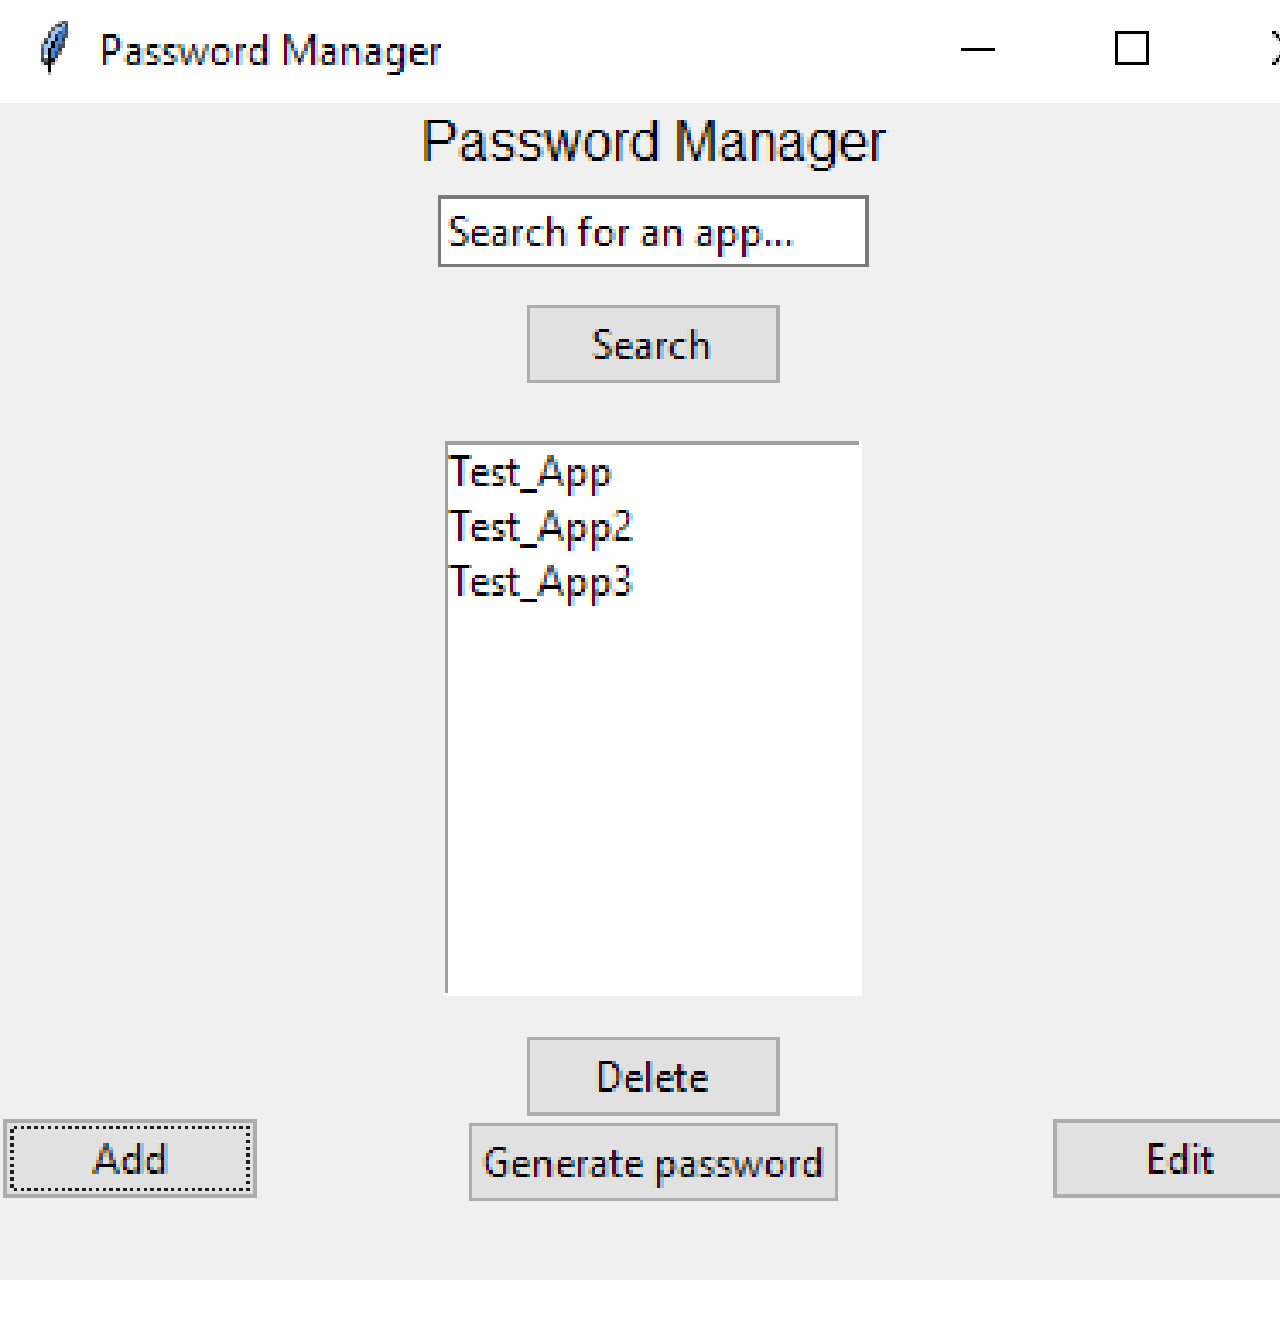 Password Manager
Password Manager
Search for an app...
Search
Test_App
Test_App2
Test_App3
Delete
Add
Generate password
Edit